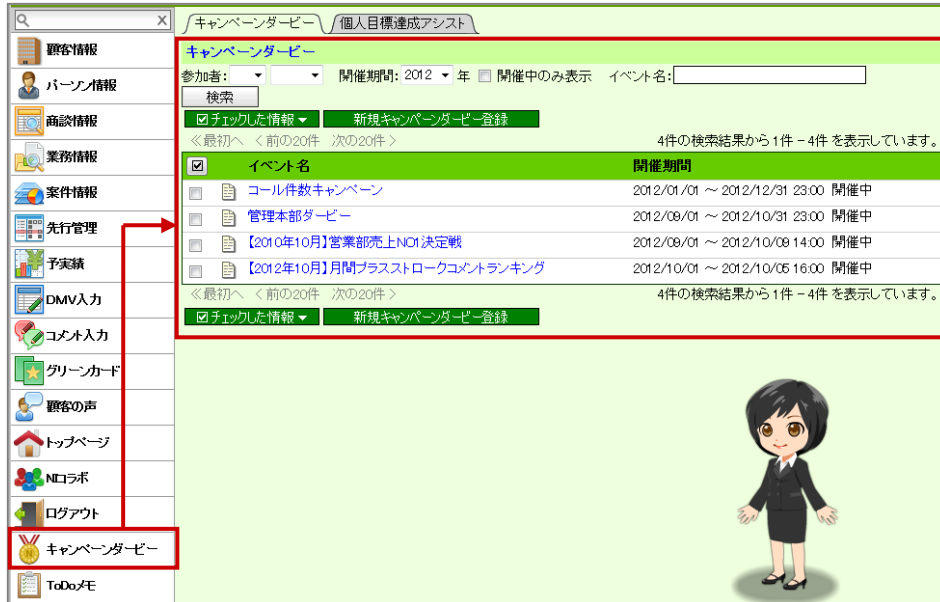 キャンペーンダービー 個人目標達成アシスト
顧客情報
パーソン情報
商談情報
業務情報
案件情報
先行管理
予実績
DMV入力
コメント入力
グリーンカード
顧客の声
トップページ
NIコラボ
ログアウト
キャンペーンダービー
ToDoメモ
キャンペーンダービー
参加者: 開催期間: 2012 年 開催中のみ表示 イベント名:
検索
チェックした情報▼ 新規キャンペーンダービー登録
≪最初へ <前の20件 次の20件> 4件の検索結果から1件-4件 を表示しています。
イベント名 開催期間
コール件数キャンペーン 2012/01/01 ～ 2012/12/31 23:00 開催中
管理本部ダービー 2012/09/01 ～ 2012/10/31 23:00 開催中
【2010年10月】営業部売上NO1決定戦 2012/09/01 ～ 2012/10/09 14:00 開催中
【2012年10月】月間プラスストロークコメントランキング 2012/10/01 ～ 2012/10/05 16:00 開催中
≪最初へ <前の20件 次の20件> 4件の検索結果から1件-4件 を表示しています。
チェックした情報▼ 新規キャンペーンダービー登録